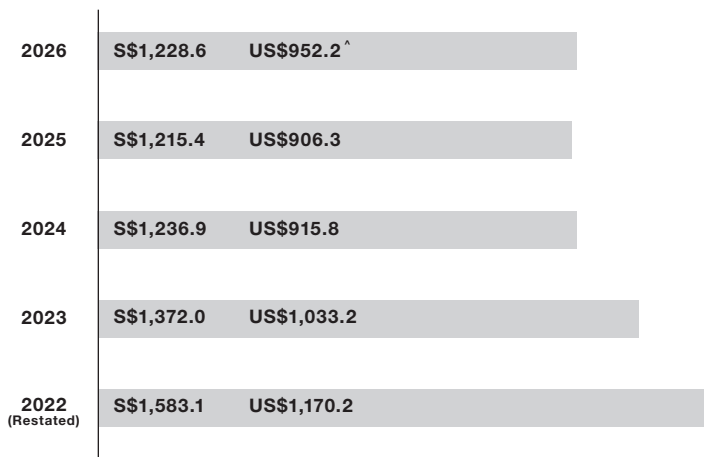 2026 S$1,228.6 US$952.2^
2025 S$1,215.4 US$906.3
2024 S$1,236.9 US$915.8
2023 S$1,372.0 US$1,033.2
2022 S$1,583.1 US$1,170.2
(Restated)